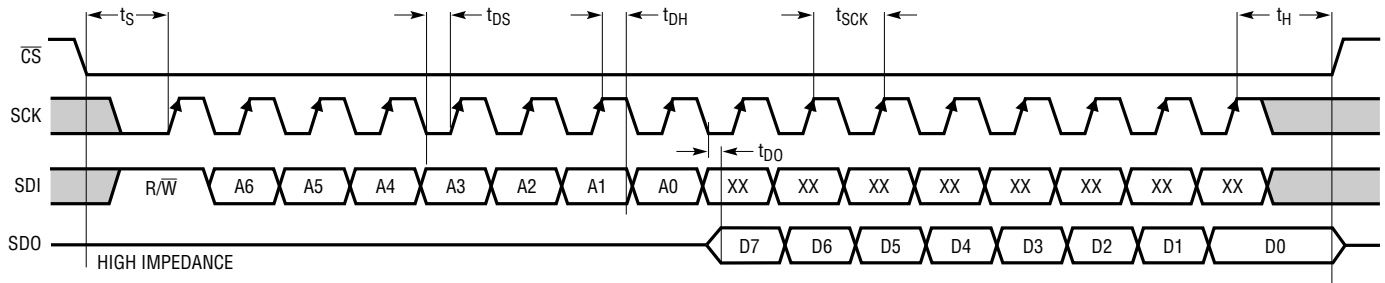 tS tDS tDH tSCK tH
CS
SCK
tDO
SDI R/W A6 A5 A4 A3 A2 A1 A0 XX XX XX XX XX XX XX XX
SDO D7 D6 D5 D4 D3 D2 D1 D0
HIGH IMPEDANCE